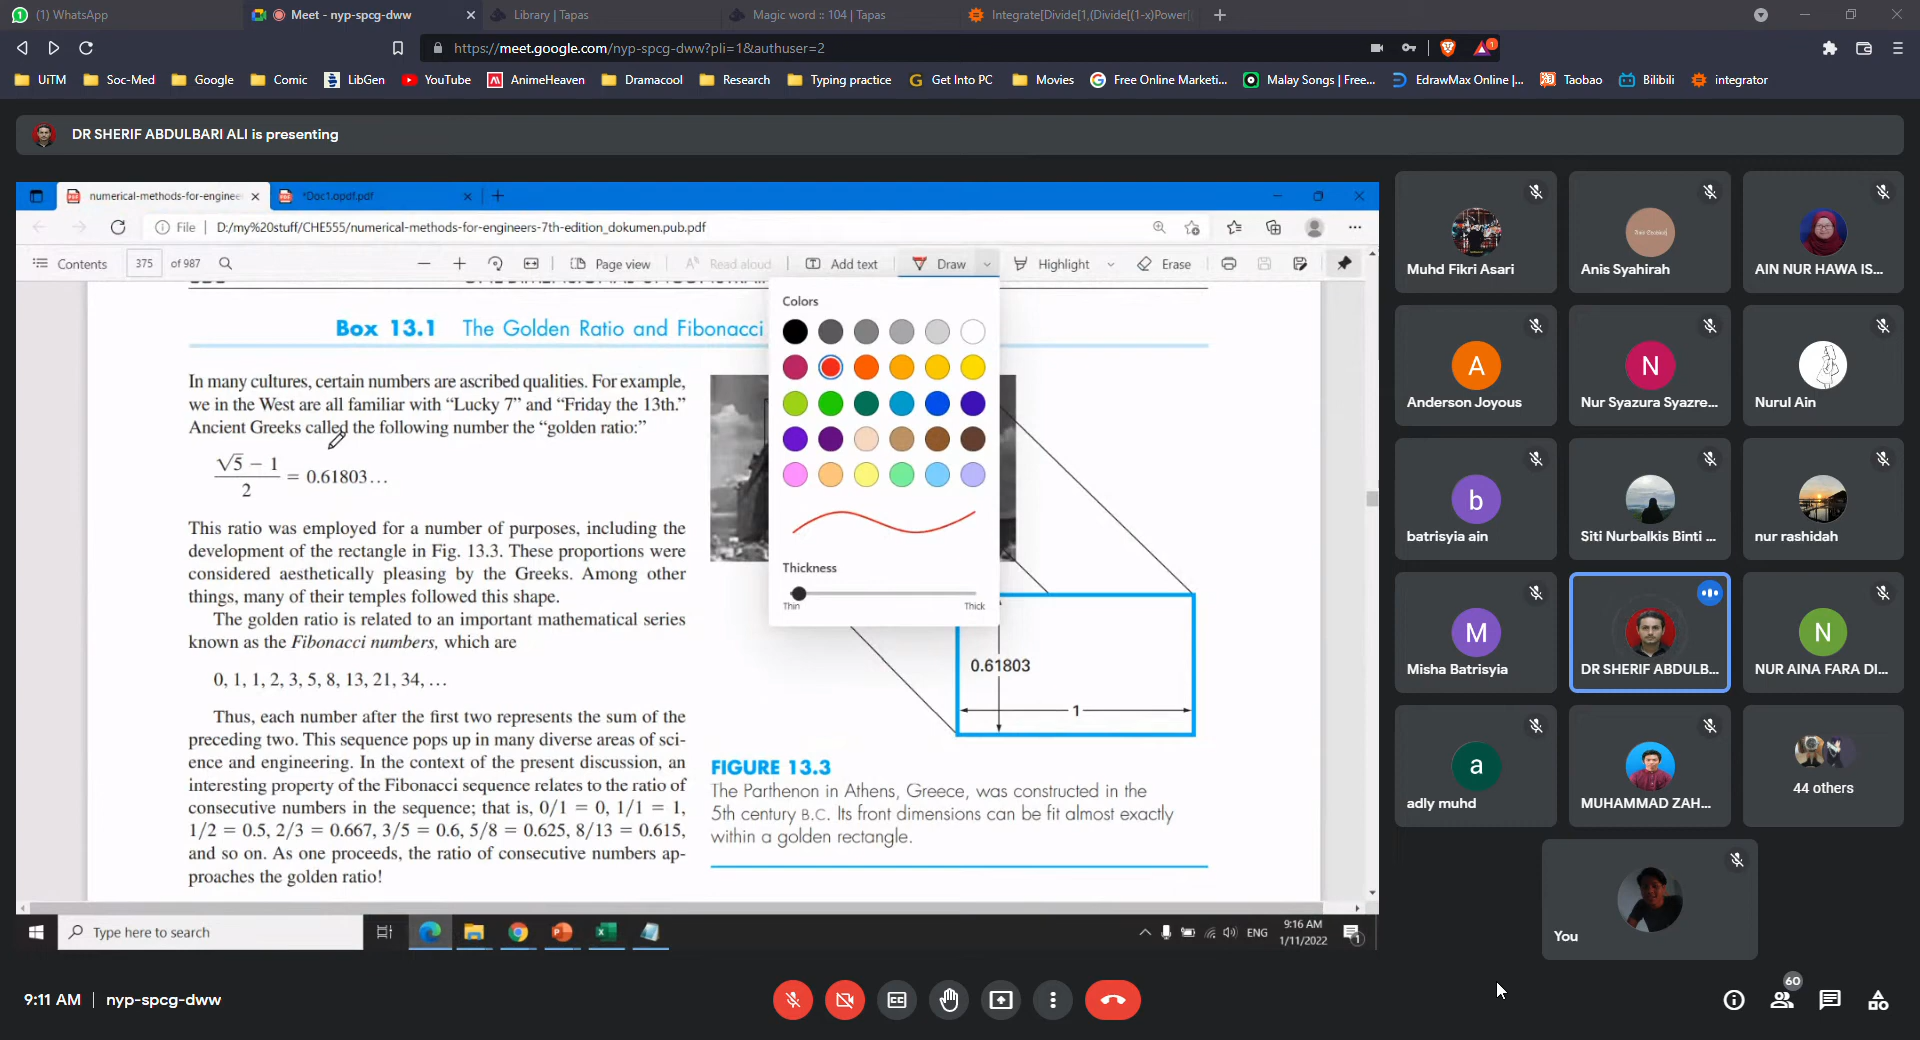 (1) WhatsApp
Meet - nyp-spcg-dww
Library | Tapas
Magic word :: 104 | Tapas
Integrate[Divide[1,(Divide[(1-x)Power[
https://meet.google.com/nyp-spcg-dww?pli=1&authuser=2
1
UiTM
Soc-Med
Google
Comic
LibGen
YouTube
AnimeHeaven
Dramacool
Research
Typing practice
Get Into PC
Movies
Free Online Marketi...
Malay Songs | Free...
EdrawMax Online |...
Taobao
Bilibili
integrator
DR SHERIF ABDULBARI ALI is presenting
numerical-methods-for-enginee
*Doc1.opdf.pdf
File | D:/my%20stuff/CHE555/numerical-methods-for-engineers-7th-edition_dokumen.pub.pdf
Contents
375
of 987
Page view
Read aloud
Add text
Draw
Highlight
Erase
Box 13.1 The Golden Ratio and Fibonacci
In many cultures, certain numbers are ascribed qualities. For example,
we in the West are all familiar with “Lucky 7” and “Friday the 13th.”
Ancient Greeks called the following number the “golden ratio:”
√5 − 1
2
= 0.61803...
This ratio was employed for a number of purposes, including the
development of the rectangle in Fig. 13.3. These proportions were
considered aesthetically pleasing by the Greeks. Among other
things, many of their temples followed this shape.
The golden ratio is related to an important mathematical series
known as the Fibonacci numbers, which are
0, 1, 1, 2, 3, 5, 8, 13, 21, 34, ...
Thus, each number after the first two represents the sum of the
preceding two. This sequence pops up in many diverse areas of sci-
ence and engineering. In the context of the present discussion, an
interesting property of the Fibonacci sequence relates to the ratio of
consecutive numbers in the sequence; that is, 0/1 = 0, 1/1 = 1,
1/2 = 0.5, 2/3 = 0.667, 3/5 = 0.6, 5/8 = 0.625, 8/13 = 0.615,
and so on. As one proceeds, the ratio of consecutive numbers ap-
proaches the golden ratio!
Colors
Thickness
Thin
Thick
0.61803
1
FIGURE 13.3
The Parthenon in Athens, Greece, was constructed in the
5th century B.C. Its front dimensions can be fit almost exactly
within a golden rectangle.
Type here to search
ENG
9:16 AM
1/11/2022
1
Muhd Fikri Asari
Anis Syahirah
AIN NUR HAWA IS...
A
Anderson Joyous
N
Nur Syazura Syazre...
Nurul Ain
b
batrisyia ain
Siti Nurbalkis Binti ...
nur rashidah
M
Misha Batrisyia
DR SHERIF ABDULB...
N
NUR AINA FARA DI...
a
adly muhd
MUHAMMAD ZAH...
44 others
You
9:11 AM | nyp-spcg-dww
60